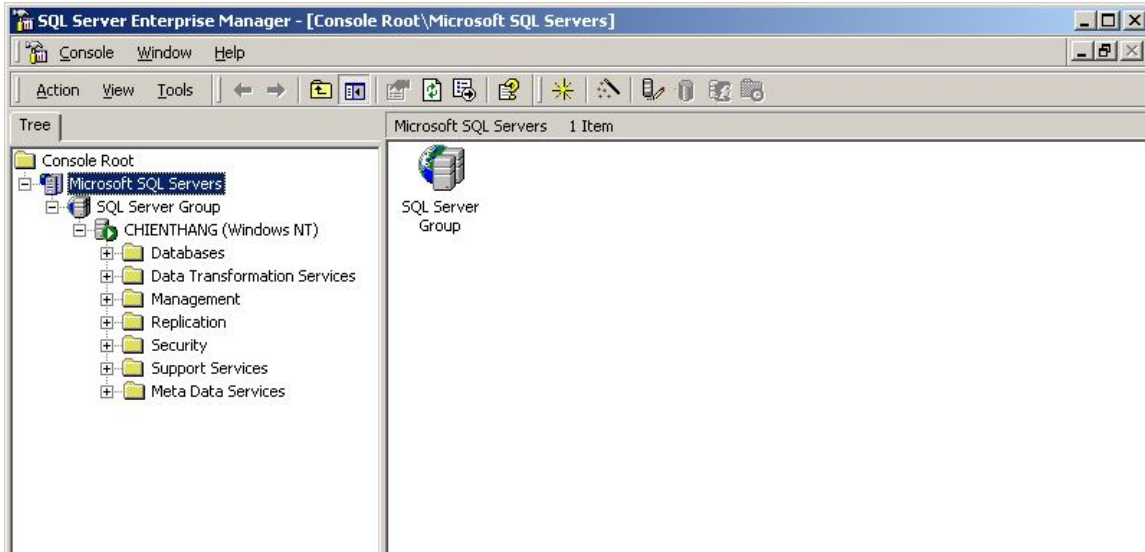 SQL Server Enterprise Manager - [Console Root\Microsoft SQL Servers]
Console Window Help
Action View Tools
Tree
Microsoft SQL Servers 1 Item
Console Root
Microsoft SQL Servers
SQL Server Group
CHIENTHANG (Windows NT)
Databases
Data Transformation Services
Management
Replication
Security
Support Services
Meta Data Services
SQL Server
Group